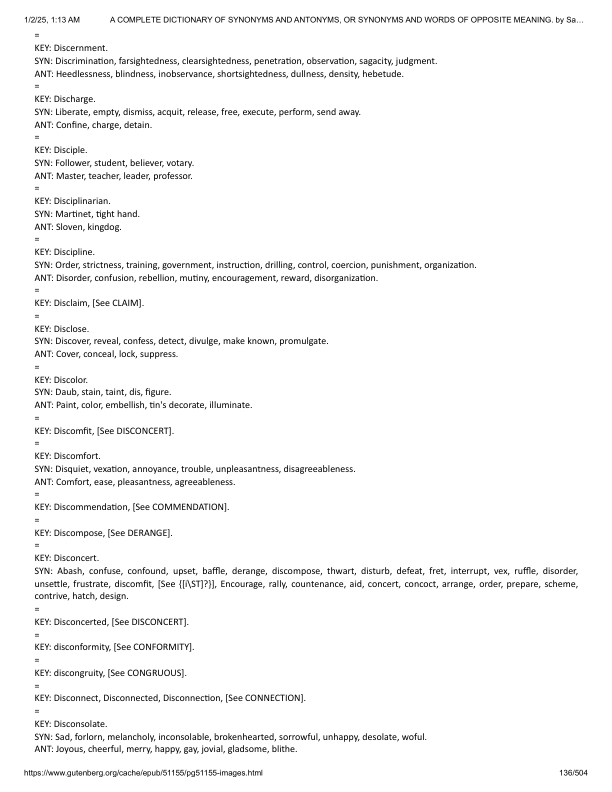 1/2/25, 1:13 AM A COMPLETE DICTIONARY OF SYNONYMS AND ANTONYMS, OR SYNONYMS AND WORDS OF OPPOSITE MEANING. by Sa…
=
KEY: Discernment.
SYN: Discrimination, farsightedness, clearsightedness, penetration, observation, sagacity, judgment.
ANT: Heedlessness, blindness, inobservance, shortsightedness, dullness, density, hebetude.
=
KEY: Discharge.
SYN: Liberate, empty, dismiss, acquit, release, free, execute, perform, send away.
ANT: Confine, charge, detain.
=
KEY: Disciple.
SYN: Follower, student, believer, votary.
ANT: Master, teacher, leader, professor.
=
KEY: Disciplinarian.
SYN: Martinet, tight hand.
ANT: Sloven, kingdog.
=
KEY: Discipline.
SYN: Order, strictness, training, government, instruction, drilling, control, coercion, punishment, organization.
ANT: Disorder, confusion, rebellion, mutiny, encouragement, reward, disorganization.
=
KEY: Disclaim, [See CLAIM].
=
KEY: Disclose.
SYN: Discover, reveal, confess, detect, divulge, make known, promulgate.
ANT: Cover, conceal, lock, suppress.
=
KEY: Discolor.
SYN: Daub, stain, taint, dis, figure.
ANT: Paint, color, embellish, tin's decorate, illuminate.
=
KEY: Discomfit, [See DISCONCERT].
=
KEY: Discomfort.
SYN: Disquiet, vexation, annoyance, trouble, unpleasantness, disagreeableness.
ANT: Comfort, ease, pleasantness, agreeableness.
=
KEY: Discommendation, [See COMMENDATION].
=
KEY: Discompose, [See DERANGE].
=
KEY: Disconcert.
SYN: Abash, confuse, confound, upset, baffle, derange, discompose, thwart, disturb, defeat, fret, interrupt, vex, ruffle, disorder,
unsettle, frustrate, discomfit, [See {[i\ST]?}], Encourage, rally, countenance, aid, concert, concoct, arrange, order, prepare, scheme,
contrive, hatch, design.
=
KEY: Disconcerted, [See DISCONCERT].
=
KEY: disconformity, [See CONFORMITY].
=
KEY: discongruity, [See CONGRUOUS].
=
KEY: Disconnect, Disconnected, Disconnection, [See CONNECTION].
=
KEY: Disconsolate.
SYN: Sad, forlorn, melancholy, inconsolable, brokenhearted, sorrowful, unhappy, desolate, woful.
ANT: Joyous, cheerful, merry, happy, gay, jovial, gladsome, blithe.
https://www.gutenberg.org/cache/epub/51155/pg51155-images.html 136/504